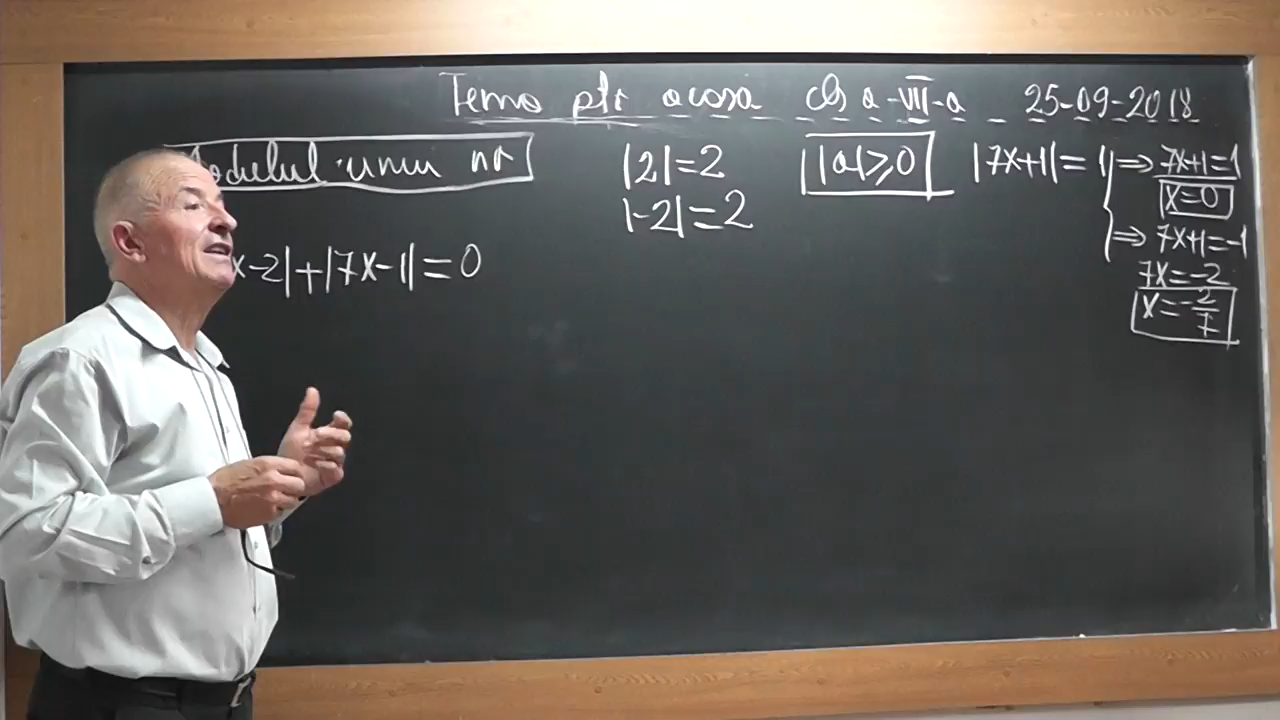 Tema ptr acasa cls a-VII-a 25-09-2018
Modulul unui nr
|2|=2
|-2|=2
|a|≥0
|7x+1|=1 ⇒ 7x+1=1
x=0
⇒ 7x+1=-1
7x=-2
x=-2/7
x-2|+|7x-1|=0